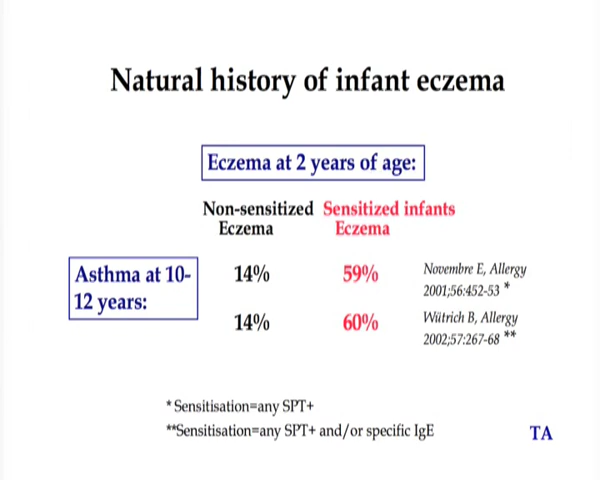 Natural history of infant eczema
Eczema at 2 years of age:
Non-sensitized Sensitized infants
Eczema Eczema
Asthma at 10-
12 years:
14% 59%
Novembre E, Allergy
2001;56:452-53 *
14% 60%
Wütrich B, Allergy
2002;57:267-68 **
* Sensitisation=any SPT+
**Sensitisation=any SPT+ and/or specific IgE
TA